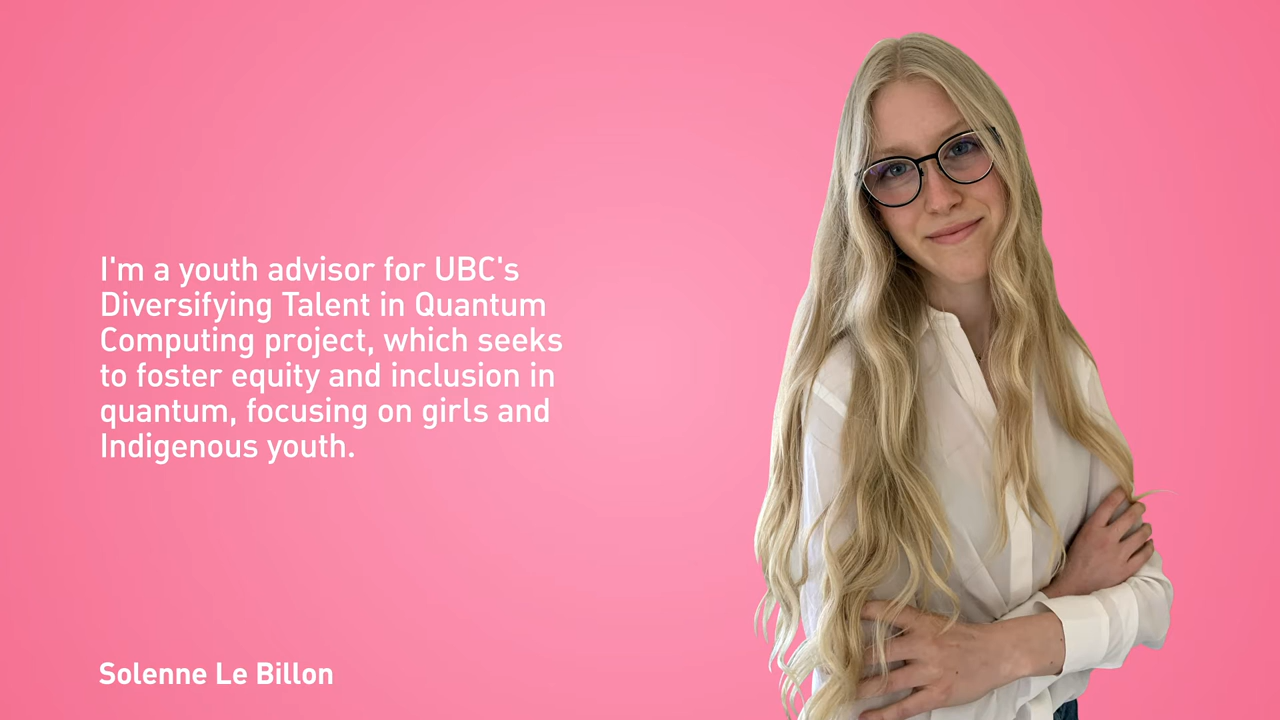 I'm a youth advisor for UBC's
Diversifying Talent in Quantum
Computing project, which seeks
to foster equity and inclusion in
quantum, focusing on girls and
Indigenous youth.
Solenne Le Billon